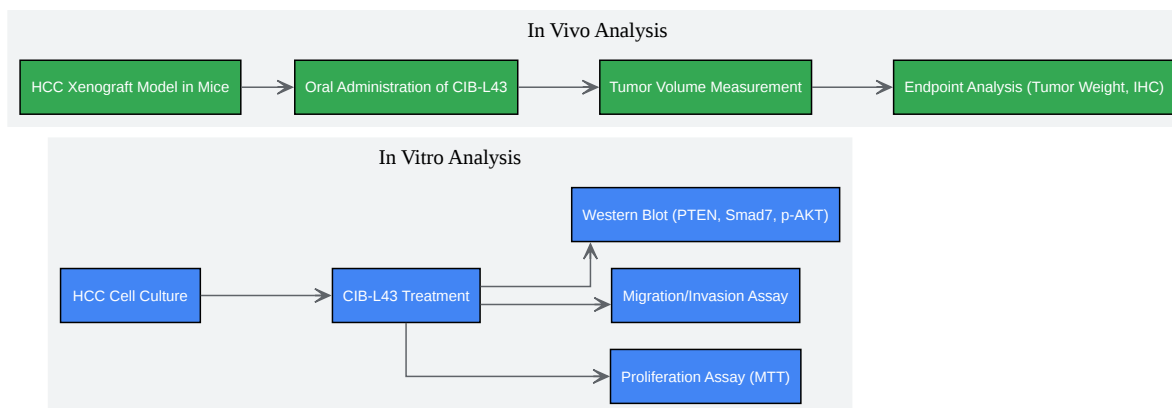 In Vivo Analysis
HCC Xenograft Model in Mice
Oral Administration of CIB-L43
Tumor Volume Measurement
Endpoint Analysis (Tumor Weight, IHC)
In Vitro Analysis
Western Blot (PTEN, Smad7, p-AKT)
HCC Cell Culture
CIB-L43 Treatment
Migration/Invasion Assay
Proliferation Assay (MTT)